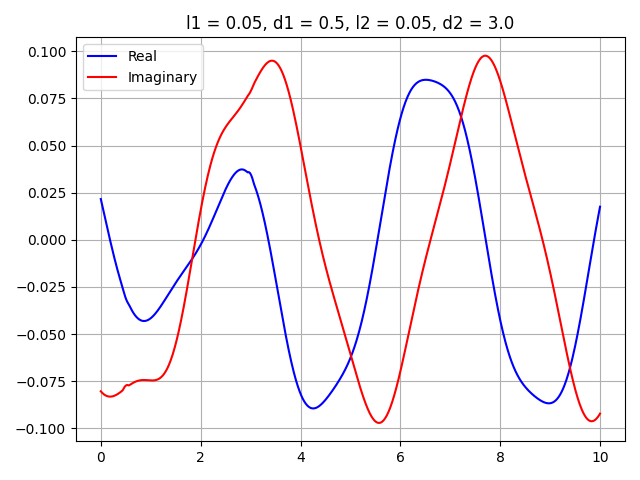 l1 = 0.05, d1 = 0.5, l2 = 0.05, d2 = 3.0
Real
Imaginary
0.100
0.075
0.050
0.025
0.000
−0.025
−0.050
−0.075
−0.100
0 2 4 6 8 10